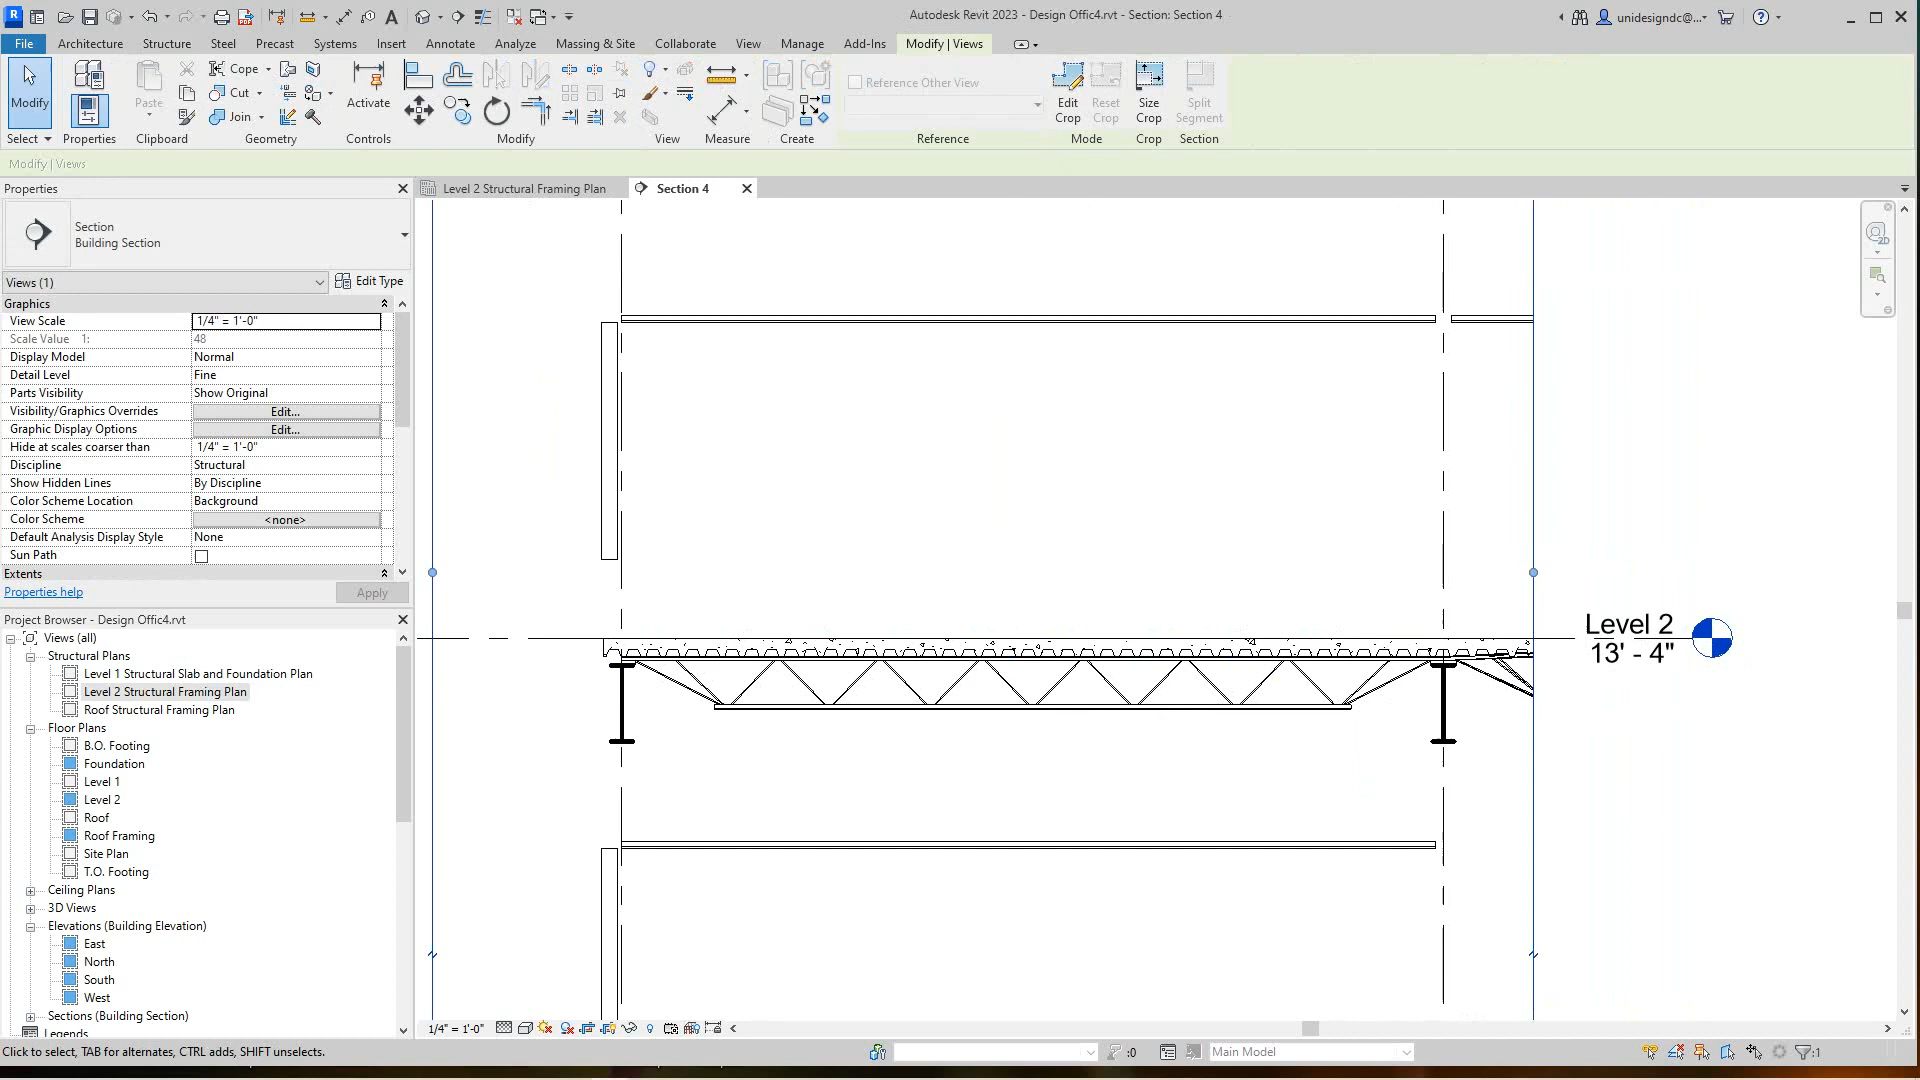 Autodesk Revit 2023 - Design Offic4.rvt - Section: Section 4
unidesigndc@...
File Architecture Structure Steel Precast Systems Insert Annotate Analyze Massing & Site Collaborate View Manage Add-Ins Modify | Views
Modify
Select
Properties
Paste
Clipboard
Cope
Cut
Join
Geometry
Activate
Controls
Modify
View
Measure
Create
Reference Other View
Reference
Edit Crop
Reset Crop
Mode
Size Crop
Crop
Split Segment
Section
Modify | Views
Properties
Level 2 Structural Framing Plan
Section 4
Section
Building Section
Views (1)
Edit Type
Graphics
View Scale 1/4" = 1'-0"
Scale Value 1: 48
Display Model Normal
Detail Level Fine
Parts Visibility Show Original
Visibility/Graphics Overrides Edit...
Graphic Display Options Edit...
Hide at scales coarser than 1/4" = 1'-0"
Discipline Structural
Show Hidden Lines By Discipline
Color Scheme Location Background
Color Scheme <none>
Default Analysis Display Style None
Sun Path
Extents
Properties help Apply
Project Browser - Design Offic4.rvt
Views (all)
Structural Plans
Level 1 Structural Slab and Foundation Plan
Level 2 Structural Framing Plan
Roof Structural Framing Plan
Floor Plans
B.O. Footing
Foundation
Level 1
Level 2
Roof
Roof Framing
Site Plan
T.O. Footing
Ceiling Plans
3D Views
Elevations (Building Elevation)
East
North
South
West
Sections (Building Section)
Legends
Level 2
13' - 4"
2D
1/4" = 1'-0"
Click to select, TAB for alternates, CTRL adds, SHIFT unselects.
:0
Main Model
:1